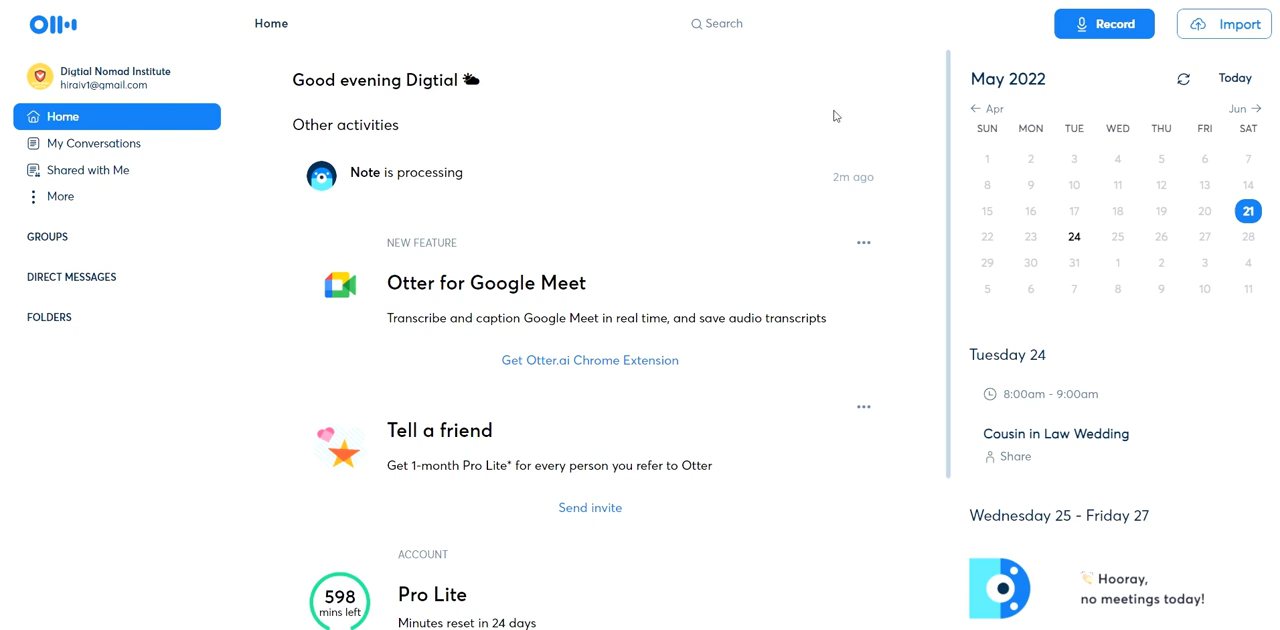 Home
Search
Record
Import
Digtial Nomad Institute
hiraiv1@gmail.com
Home
My Conversations
Shared with Me
More
GROUPS
DIRECT MESSAGES
FOLDERS
Good evening Digtial
Other activities
Note is processing
2m ago
NEW FEATURE
Otter for Google Meet
Transcribe and caption Google Meet in real time, and save audio transcripts
Get Otter.ai Chrome Extension
Tell a friend
Get 1-month Pro Lite* for every person you refer to Otter
Send invite
ACCOUNT
598
mins left
Pro Lite
Minutes reset in 24 days
May 2022
Today
Apr
Jun
SUN MON TUE WED THU FRI SAT
1 2 3 4 5 6 7
8 9 10 11 12 13 14
15 16 17 18 19 20 21
22 23 24 25 26 27 28
29 30 31 1 2 3 4
5 6 7 8 9 10 11
Tuesday 24
8:00am - 9:00am
Cousin in Law Wedding
Share
Wednesday 25 - Friday 27
Hooray,
no meetings today!